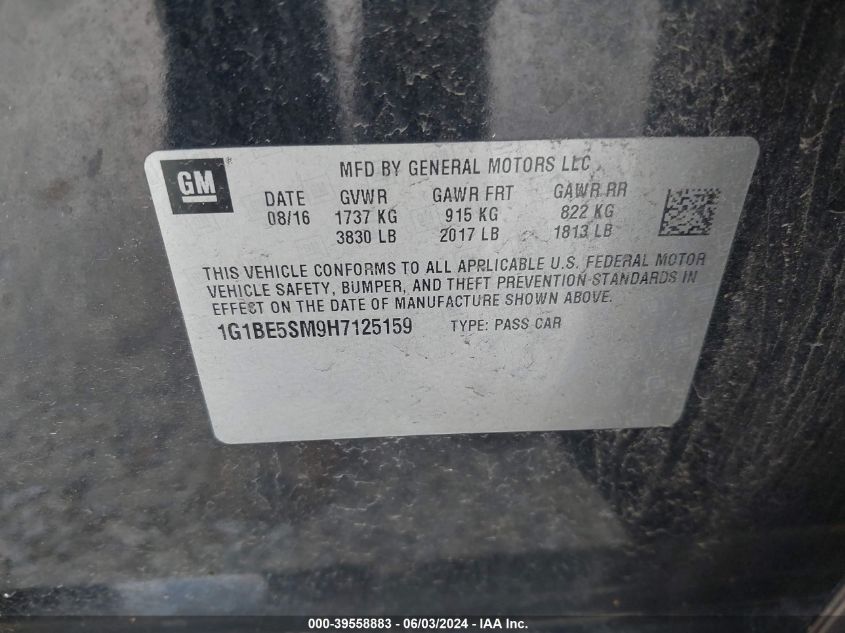 GM
MFD BY GENERAL MOTORS LLC
DATE GVWR GAWR FRT GAWR RR
08/16 1737 KG 915 KG 822 KG
3830 LB 2017 LB 1813 LB
THIS VEHICLE CONFORMS TO ALL APPLICABLE U.S. FEDERAL MOTOR
VEHICLE SAFETY, BUMPER, AND THEFT PREVENTION STANDARDS IN
EFFECT ON THE DATE OF MANUFACTURE SHOWN ABOVE.
1G1BE5SM9H7125159 TYPE: PASS CAR
000-39558883 - 06/03/2024 - IAA Inc.